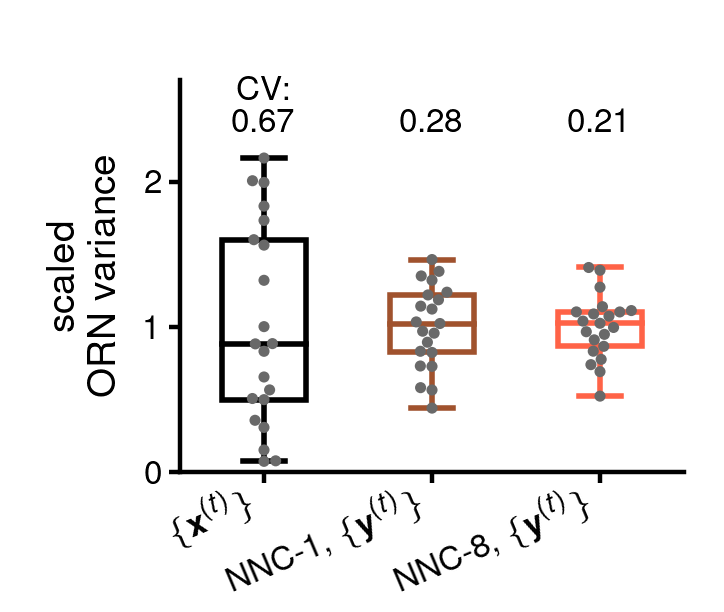 CV:
0.67 0.28 0.21
scaled
ORN variance
2
1
0
{x⁽ᵗ⁾}
NNC-1, {y⁽ᵗ⁾}
NNC-8, {y⁽ᵗ⁾}